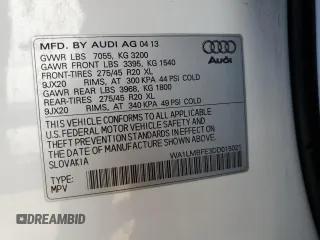 MFD. BY AUDI AG 04 13
GVWR LBS 7055, KG 3200
GAWR FRONT LBS 3395, KG 1540
FRONT-TIRES 275/45 R20 XL
9JX20 RIMS, AT 300 KPA 44 PSI COLD
GAWR REAR LBS 3968, KG 1800
REAR-TIRES 275/45 R20 XL
9JX20 RIMS, AT 340 KPA 49 PSI COLD
Audi
THIS VEHICLE CONFORMS TO ALL APPLICABLE
U.S. FEDERAL MOTOR VEHICLE SAFETY AND
THEFT PREVENTION STANDARDS IN EFFECT ON
THE DATE OF MANUFACTURE SHOWN ABOVE.
SLOVAKIA
WA1LMBFE3DD015021
TYPE:
MPV